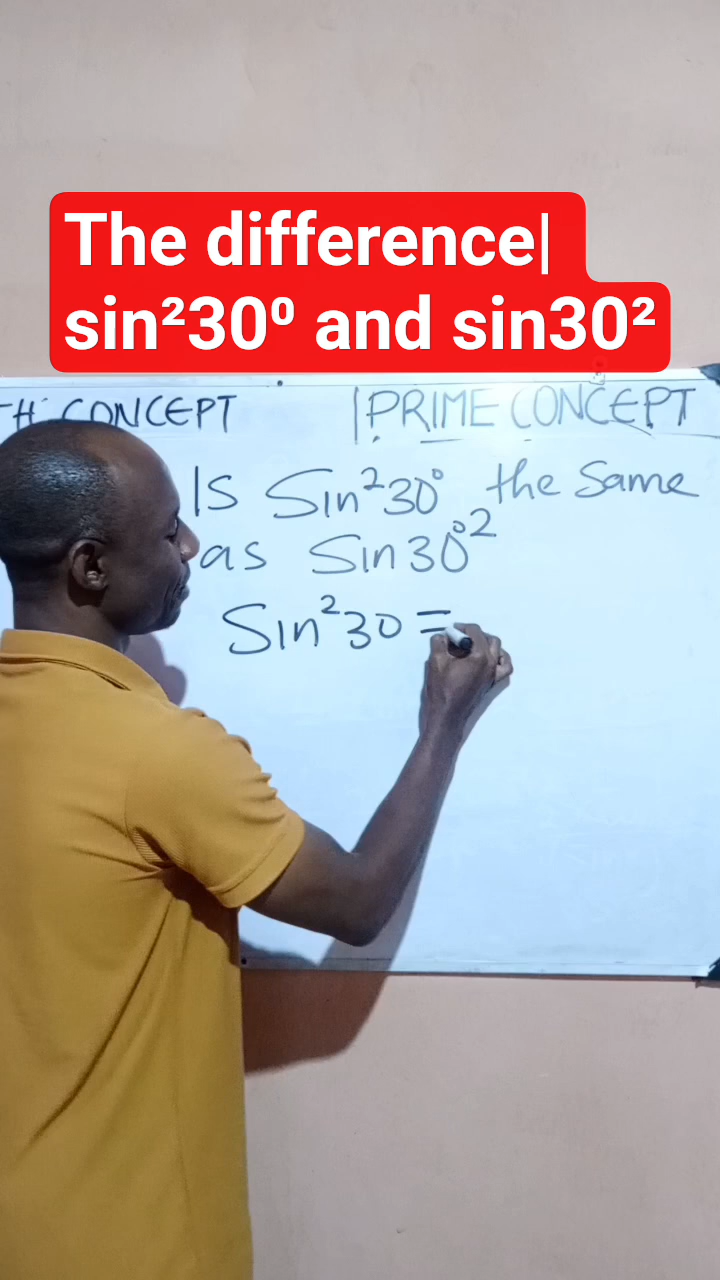 The difference|
sin²30⁰ and sin30²
CONCEPT |PRIME CONCEPT
Is Sin²30° the same
as Sin30°²
Sin²30 =